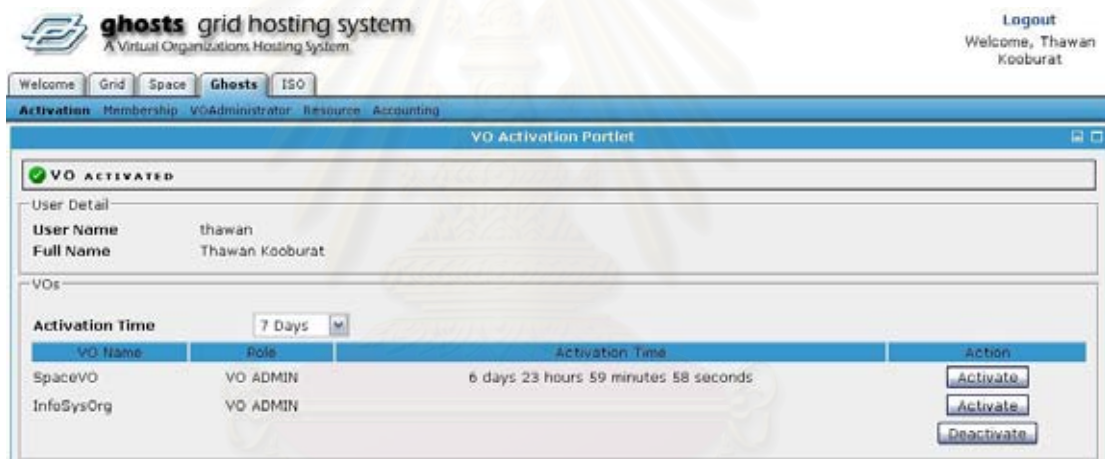 ghosts grid hosting system
A Virtual Organizations Hosting System
Logout
Welcome, Thawan
Kooburat
Welcome Grid Space Ghosts ISO
Activation Membership VOAdministrator Resource Accounting
VO Activation Portlet
VO ACTIVATED
User Detail
User Name thawan
Full Name Thawan Kooburat
VOs
Activation Time 7 Days
VO Name Role Activation Time Action
SpaceVO VO ADMIN 6 days 23 hours 59 minutes 58 seconds Activate
InfoSysOrg VO ADMIN Activate
Deactivate